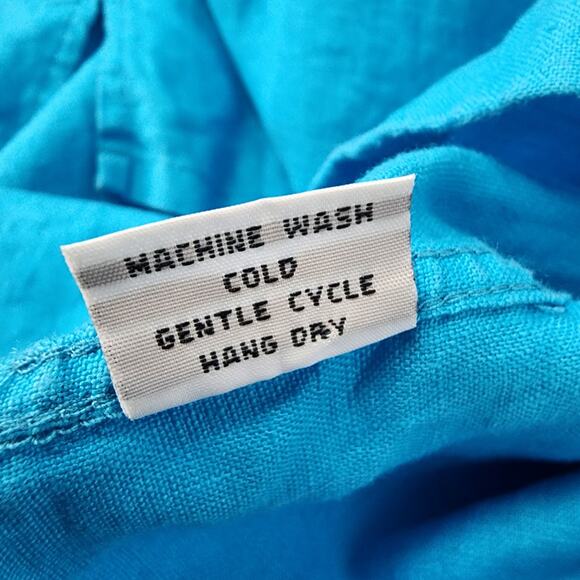 MACHINE WASH
COLD
GENTLE CYCLE
HANG DRY